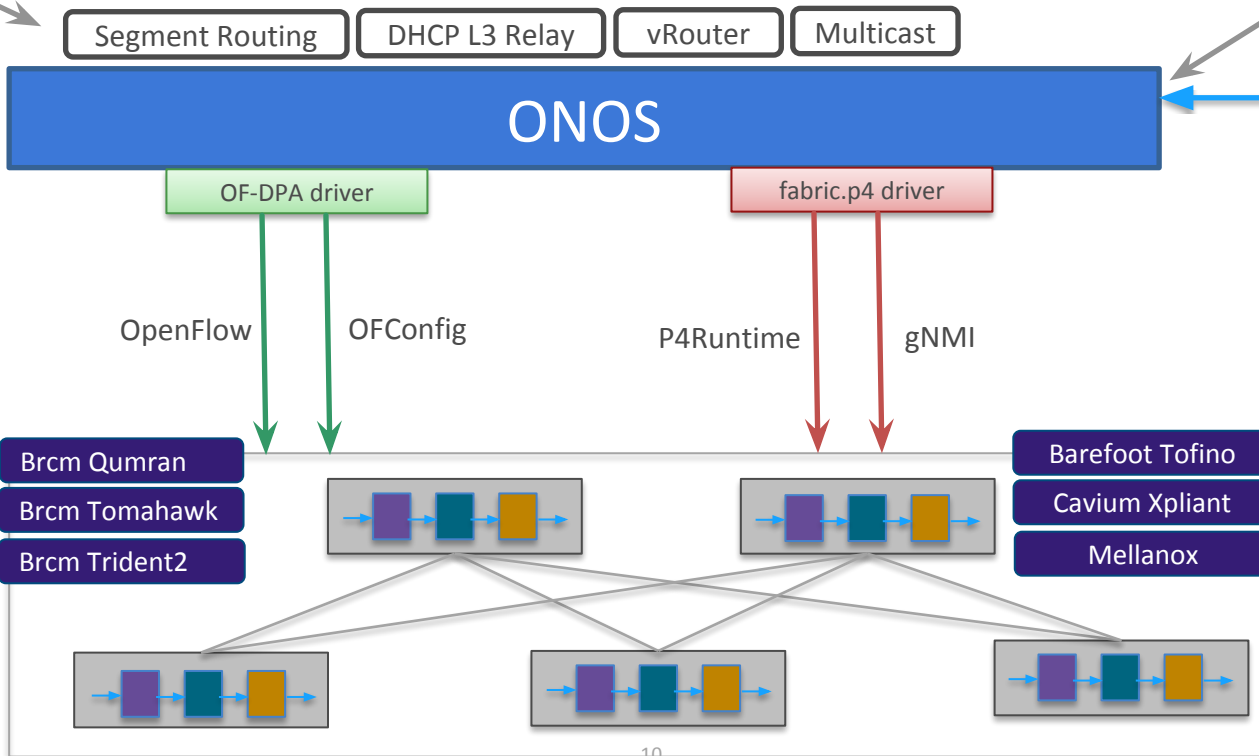 Segment Routing
DHCP L3 Relay
vRouter
Multicast
ONOS
OF-DPA driver
fabric.p4 driver
OpenFlow
OFConfig
P4Runtime
gNMI
Brcm Qumran
Brcm Tomahawk
Brcm Trident2
Barefoot Tofino
Cavium Xpliant
Mellanox
10